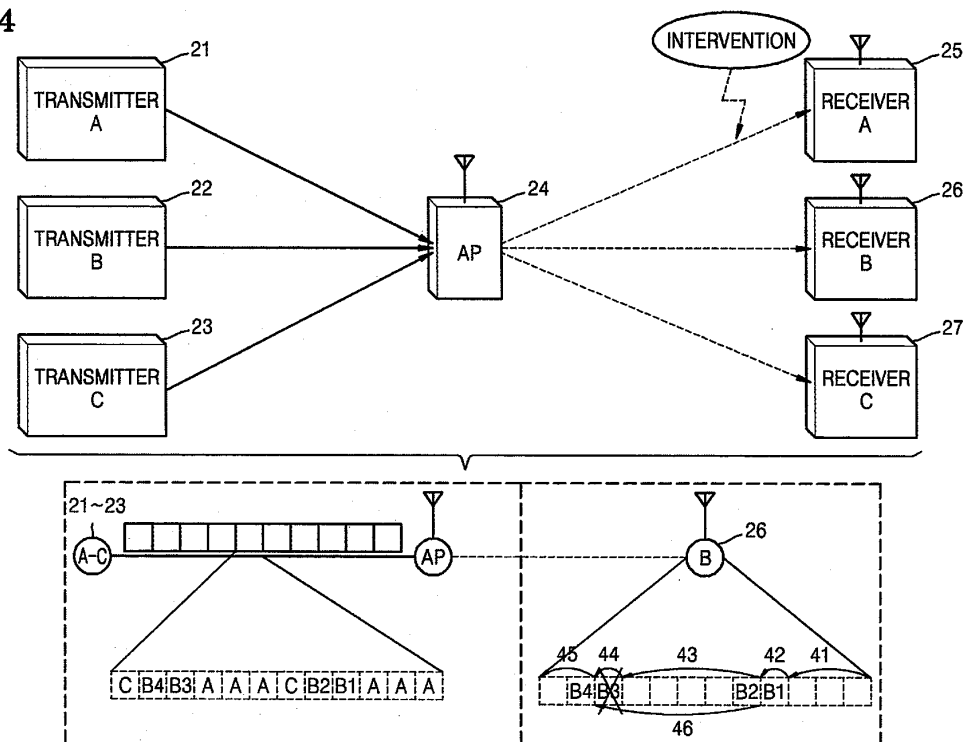 4
INTERVENTION
21
TRANSMITTER
A
25
RECEIVER
A
22
TRANSMITTER
B
24
AP
26
RECEIVER
B
23
TRANSMITTER
C
27
RECEIVER
C
21~23
A-C
AP
26
B
C B4 B3 A A A C B2 B1 A A A
45 44 43 42 41
B4 B3 B2 B1
46